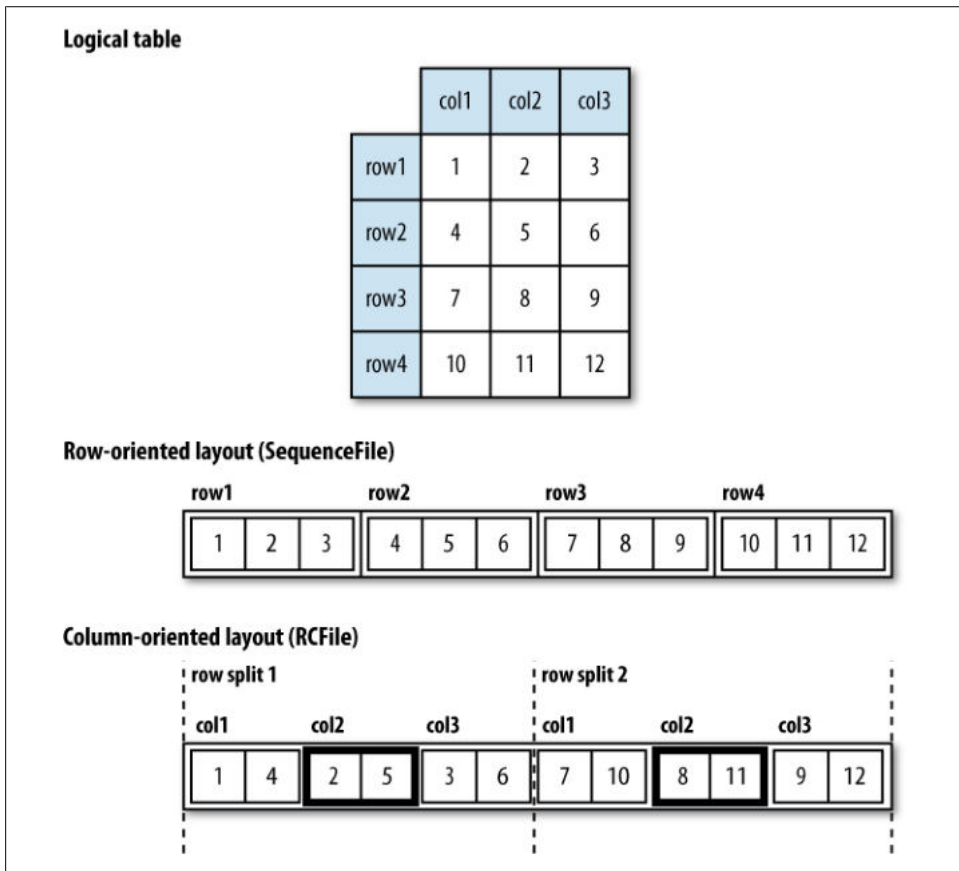 Logical table
col1 col2 col3
row1 1 2 3
row2 4 5 6
row3 7 8 9
row4 10 11 12
Row-oriented layout (SequenceFile)
row1 row2 row3 row4
1 2 3 4 5 6 7 8 9 10 11 12
Column-oriented layout (RCFile)
row split 1 row split 2
col1 col2 col3 col1 col2 col3
1 4 2 5 3 6 7 10 8 11 9 12